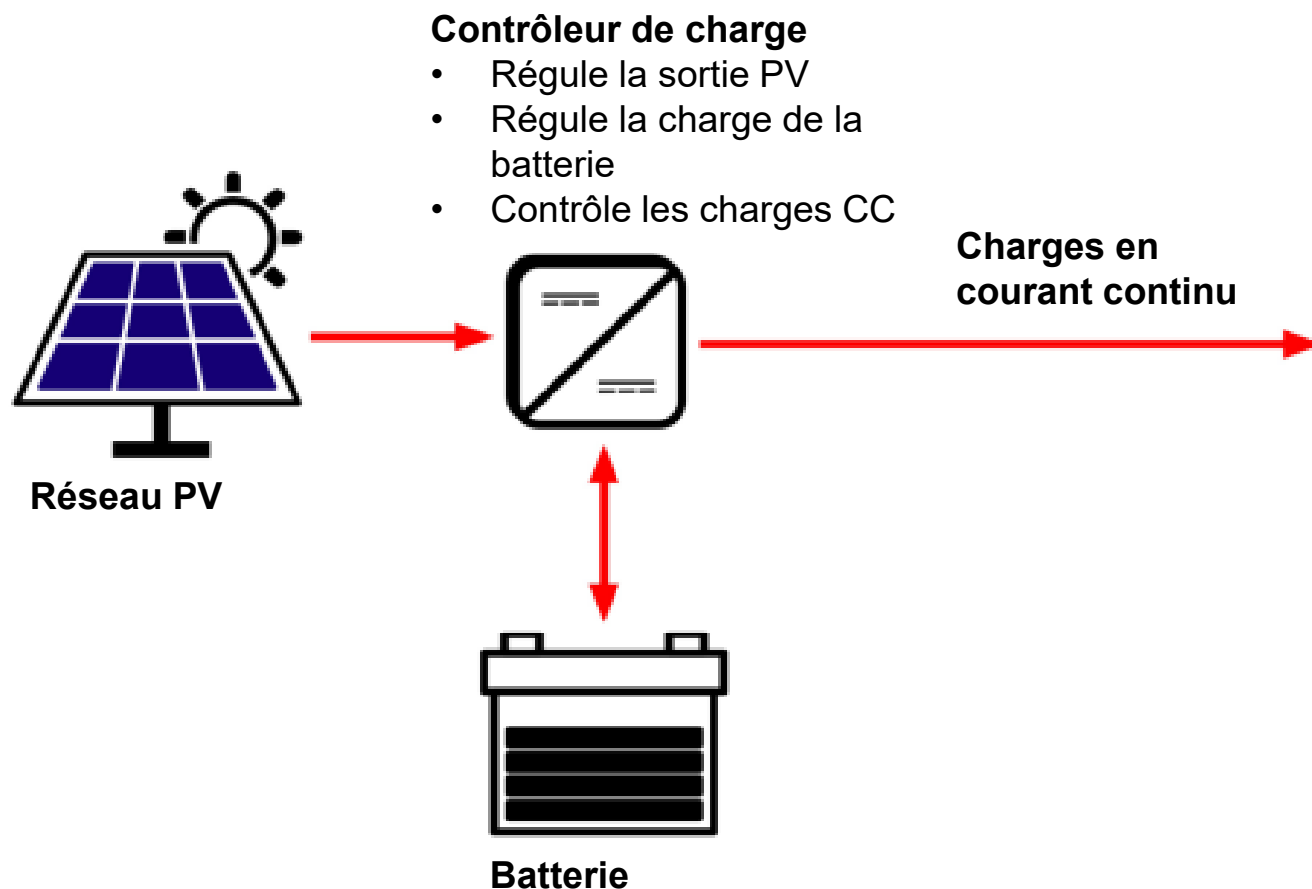 Contrôleur de charge
• Régule la sortie PV
• Régule la charge de la
batterie
• Contrôle les charges CC
Charges en
courant continu
Réseau PV
Batterie